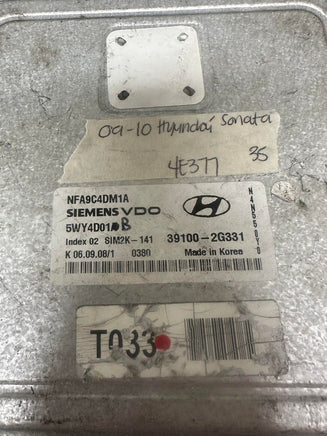 09-10 Hyundai Sonata
4E377 35
NFA9C4DM1A
SIEMENS VDO
5WY4D01 B
Index 02 SIM2K-141 39100-2G331
K 06.09.08/1 0380 Made in Korea
T033